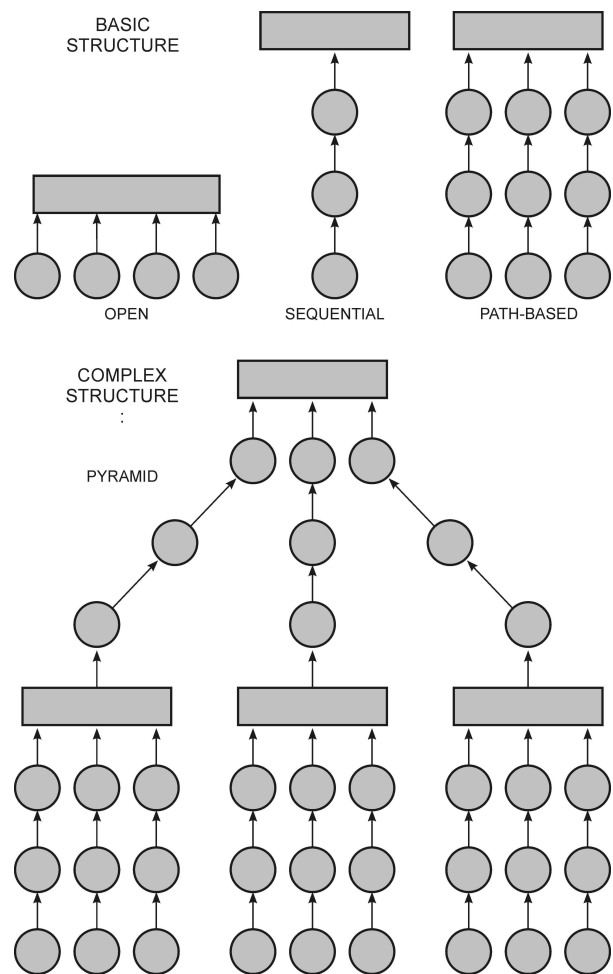 BASIC
STRUCTURE
OPEN
SEQUENTIAL
PATH-BASED
COMPLEX
STRUCTURE
:
PYRAMID